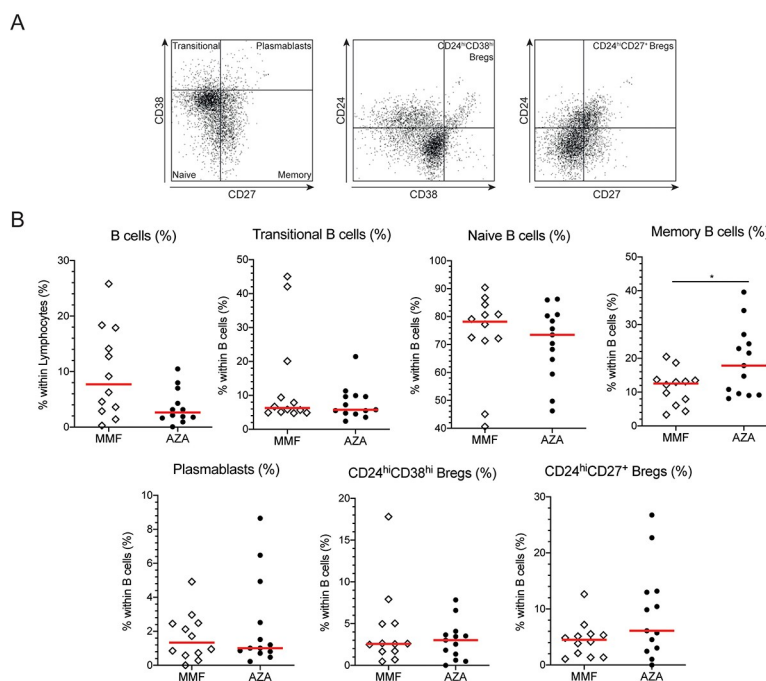 A
Transitional Plasmablasts
CD38
Naive Memory
CD27
CD24hiCD38hi
Bregs
CD24
CD38
CD24hiCD27+ Bregs
CD24
CD27
B
B cells (%)
% within Lymphocytes (%)
30
20
10
0
MMF AZA
Transitional B cells (%)
% within B cells (%)
50
40
30
20
10
0
MMF AZA
Naive B cells (%)
% within B cells (%)
100
90
80
70
60
50
40
MMF AZA
Memory B cells (%)
% within B cells (%)
50
40
30
20
10
0
*
MMF AZA
Plasmablasts (%)
% within B cells (%)
10
8
6
4
2
0
MMF AZA
CD24hiCD38hi Bregs (%)
% within B cells (%)
20
15
10
5
0
MMF AZA
CD24hiCD27+ Bregs (%)
% within B cells (%)
30
20
10
0
MMF AZA